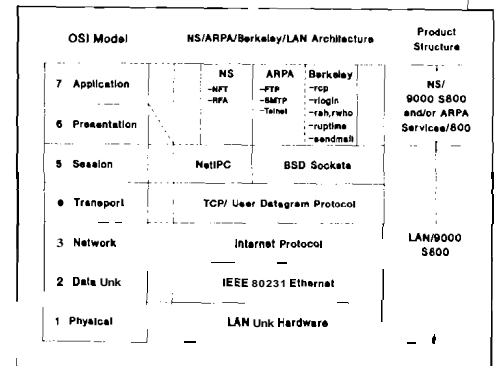 OSI Model NS/ARPA/Berkeley/LAN Architecture Product Structure
NS ARPA Berkeley
7 Application
-NFT -FTP -rcp
-RFA -SMTP -rlogin
-Telnet -rsh,rwho
-ruptime
-sendmail
NS/
9000 S800
and/or ARPA
Services/800
6 Presentation
5 Session NetIPC BSD Sockets
e Transport TCP/ User Datagram Protocol
3 Network Internet Protocol
LAN/9000
S800
2 Data Unk IEEE 80231 Ethernet
1 Physical LAN Unk Hardware